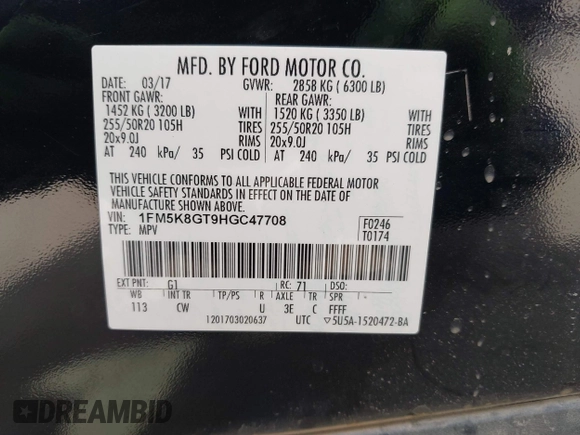 MFD. BY FORD MOTOR CO.
DATE: 03/17 GVWR: 2858 KG ( 6300 LB)
FRONT GAWR: REAR GAWR:
1452 KG ( 3200 LB) 1520 KG ( 3350 LB)
255/50R20 105H TIRES 255/50R20 105H TIRES
20x9.0J RIMS 20x9.0J RIMS
AT 240 kPa/ 35 PSI COLD AT 240 kPa/ 35 PSI COLD
THIS VEHICLE CONFORMS TO ALL APPLICABLE FEDERAL MOTOR
VEHICLE SAFETY STANDARDS IN EFFECT ON THE DATE OF
MANUFACTURE SHOWN ABOVE.
VIN: 1FM5K8GT9HGC47708 F0246
TYPE: MPV T0174
EXT PNT: G1 RC: 71 DSO:
WB INT TR TP/PS R AXLE TR SPR
113 CW U 3E C FFFF
1201703020637 UTC ▽5U5A-1520472-BA
DREAMBID